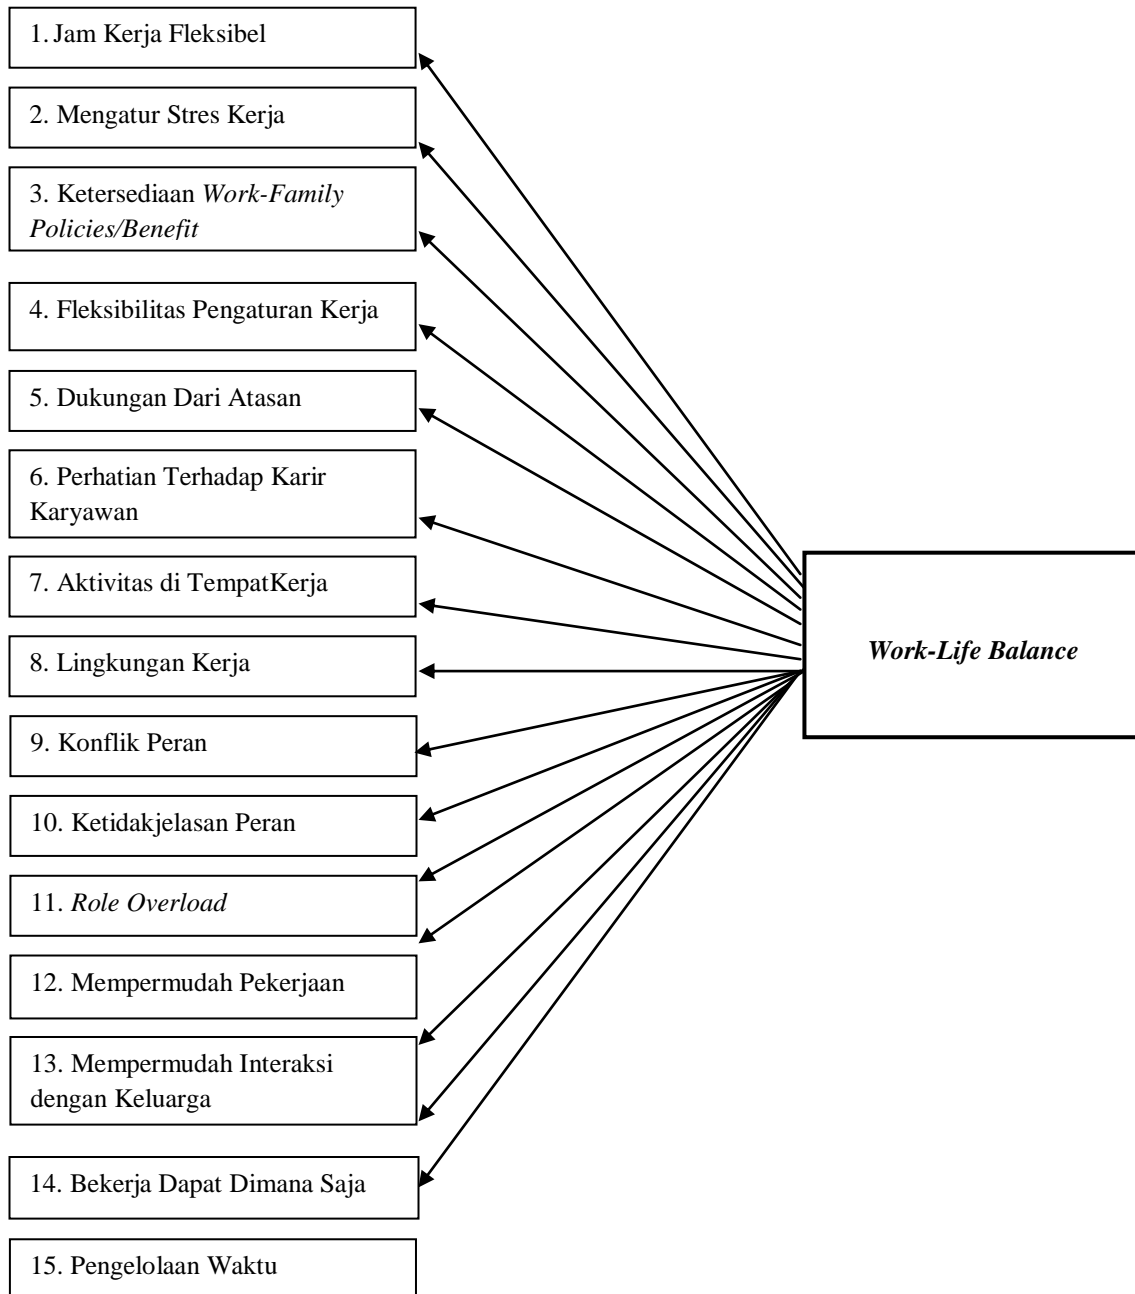 1. Jam Kerja Fleksibel
2. Mengatur Stres Kerja
3. Ketersediaan Work-Family
Policies/Benefit
4. Fleksibilitas Pengaturan Kerja
5. Dukungan Dari Atasan
6. Perhatian Terhadap Karir
Karyawan
7. Aktivitas di TempatKerja
8. Lingkungan Kerja
9. Konflik Peran
10. Ketidakjelasan Peran
11. Role Overload
12. Mempermudah Pekerjaan
13. Mempermudah Interaksi
dengan Keluarga
14. Bekerja Dapat Dimana Saja
15. Pengelolaan Waktu
Work-Life Balance